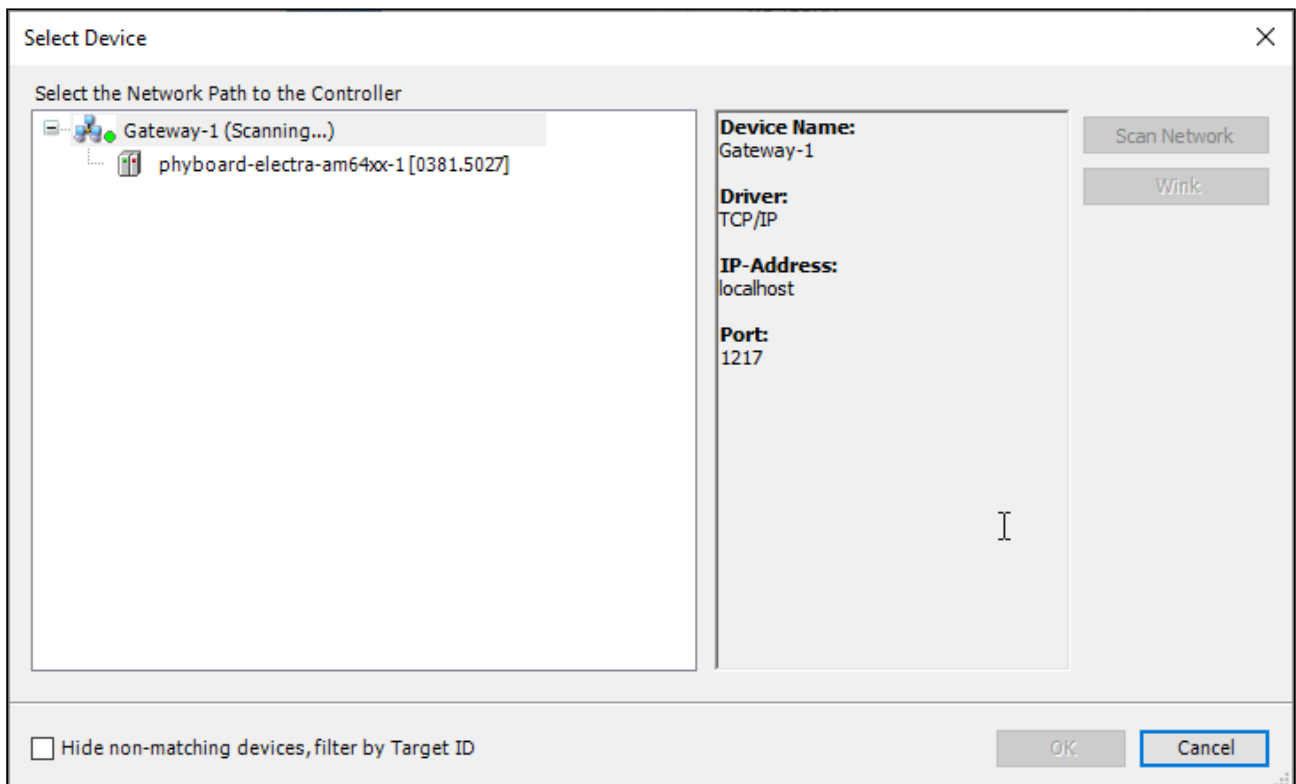 Select Device
Select the Network Path to the Controller
Gateway-1 (Scanning...)
phyboard-electra-am64xx-1 [0381.5027]
Device Name:
Gateway-1
Driver:
TCP/IP
IP-Address:
localhost
Port:
1217
Scan Network
Wink
Hide non-matching devices, filter by Target ID
OK
Cancel